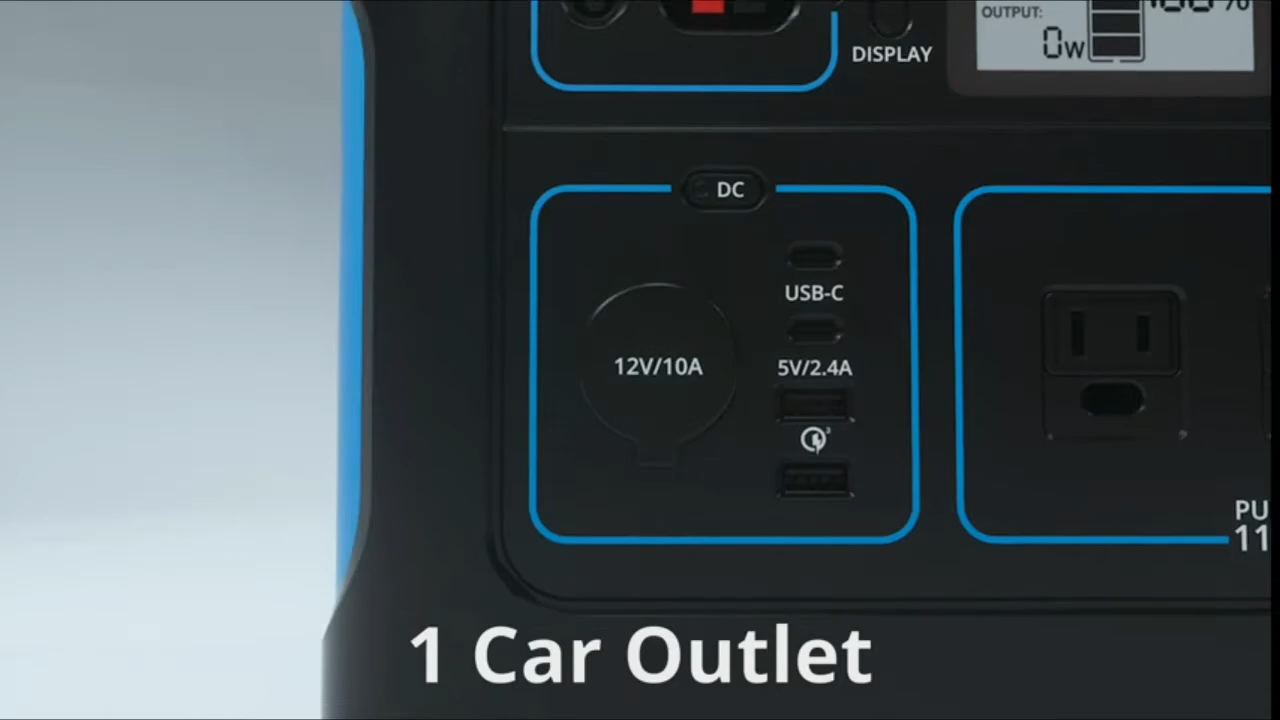 OUTPUT:
0W
DISPLAY
DC
USB-C
12V/10A
5V/2.4A
1 Car Outlet